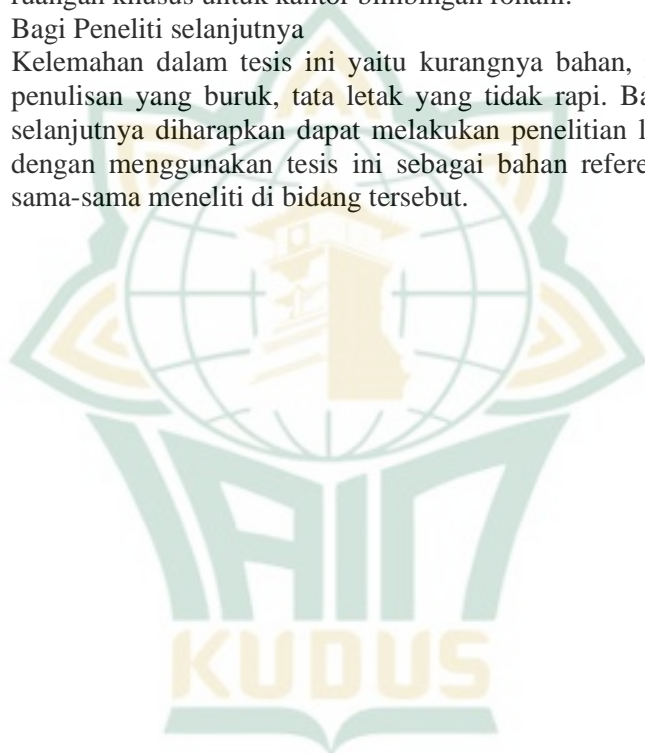 ruangan khusus untuk kantor bimbingan rohani.
Bagi Peneliti selanjutnya
Kelemahan dalam tesis ini yaitu kurangnya bahan,
penulisan yang buruk, tata letak yang tidak rapi.
selanjutnya diharapkan dapat melakukan penelitian
dengan menggunakan tesis ini sebagai bahan
sama-sama meneliti di bidang tersebut.
IAIN
KUDUS